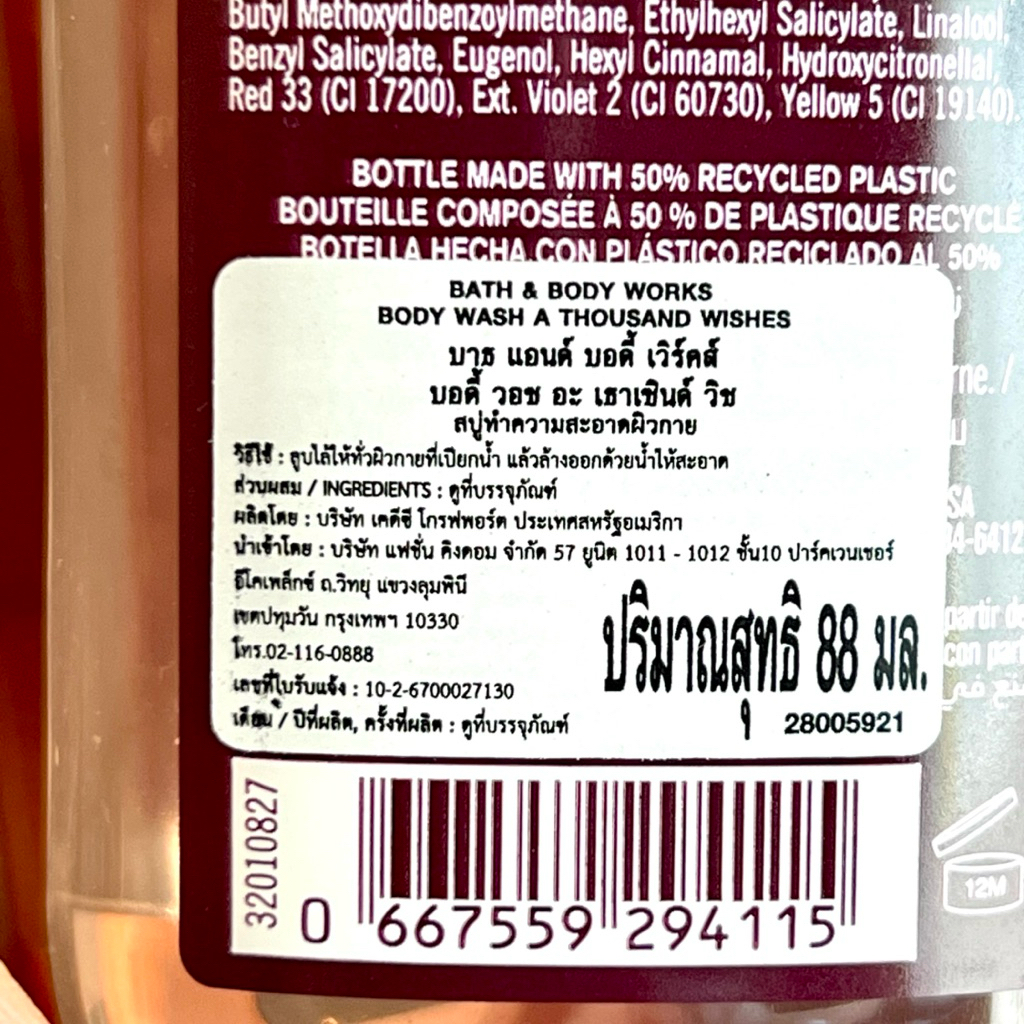 Butyl Methoxydibenzoylmethane, Ethylhexyl Salicylate, Linalool,
Benzyl Salicylate, Eugenol, Hexyl Cinnamal, Hydroxycitronellal,
Red 33 (CI 17200), Ext. Violet 2 (CI 60730), Yellow 5 (CI 19140).
BOTTLE MADE WITH 50% RECYCLED PLASTIC
BOUTEILLE COMPOSÉE À 50 % DE PLASTIQUE RECYCLÉ
BOTELLA HECHA CON PLÁSTICO RECICLADO AL 50%
BATH & BODY WORKS
BODY WASH A THOUSAND WISHES
บาธ แอนด์ บอดี้ เวิร์คส์
บอดี้ วอช อะ เธาเซินด์ วิช
สบู่ทำความสะอาดผิวกาย
วิธีใช้ : ลูบไล้ให้ทั่วผิวกายที่เปียกน้ำ แล้วล้างออกด้วยน้ำให้สะอาด
ส่วนผสม / INGREDIENTS : ดูที่บรรจุภัณฑ์
ผลิตโดย : บริษัท เคดีซี โกรฟพอร์ต ประเทศสหรัฐอเมริกา
นำเข้าโดย : บริษัท แฟชั่น คิงดอม จำกัด 57 ยูนิต 1011 - 1012 ชั้น10 ปาร์คเวนเชอร์
อีโคเพล็กซ์ ถ.วิทยุ แขวงลุมพินี
เขตปทุมวัน กรุงเทพฯ 10330
โทร.02-116-0888
เลขที่ใบรับแจ้ง : 10-2-6700027130
เดือน / ปีที่ผลิต, ครั้งที่ผลิต : ดูที่บรรจุภัณฑ์
ปริมาณสุทธิ 88 มล.
28005921
rne. /
SA
-6412
partir de
con part
32010827
0 667559 294115
12M